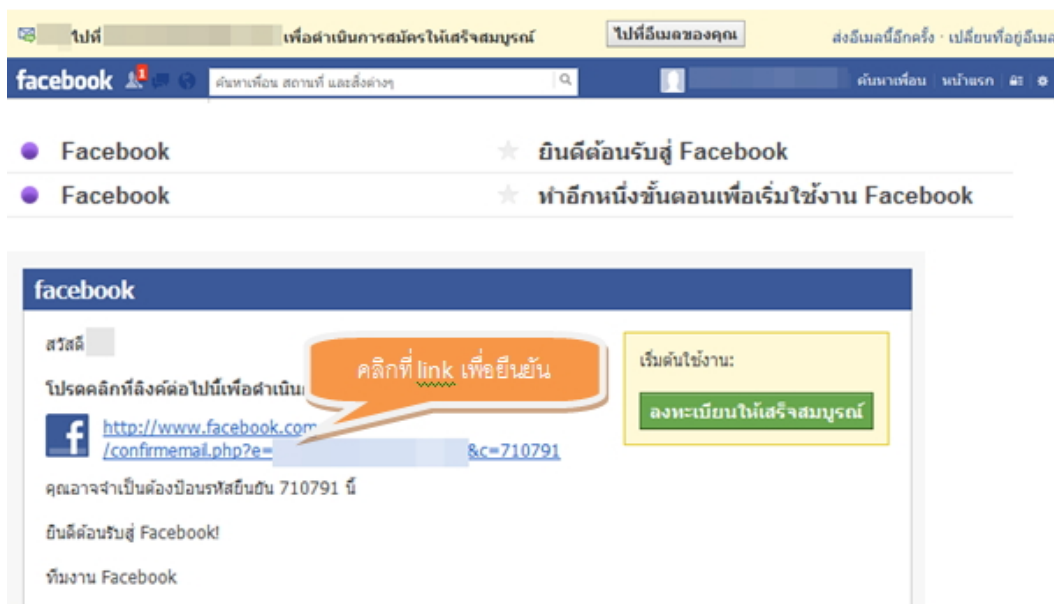 ไปที่ เพื่อดำเนินการสมัครให้เสร็จสมบูรณ์ ไปที่อีเมลของคุณ ส่งอีเมลนี้อีกครั้ง · เปลี่ยนที่อยู่อีเมล
facebook 1 ค้นหาเพื่อน สถานที่ และสิ่งต่างๆ ค้นหาเพื่อน หน้าแรก
Facebook ยินดีต้อนรับสู่ Facebook
Facebook ทำอีกหนึ่งขั้นตอนเพื่อเริ่มใช้งาน Facebook
facebook
สวัสดี
คลิกที่ link เพื่อยืนยัน
เริ่มต้นใช้งาน:
โปรดคลิกที่ลิงค์ต่อไปนี้เพื่อดำเนิน
ลงทะเบียนให้เสร็จสมบูรณ์
http://www.facebook.com
/confirmemail.php?e= &c=710791
คุณอาจจำเป็นต้องป้อนรหัสยืนยัน 710791 นี้
ยินดีต้อนรับสู่ Facebook!
ทีมงาน Facebook